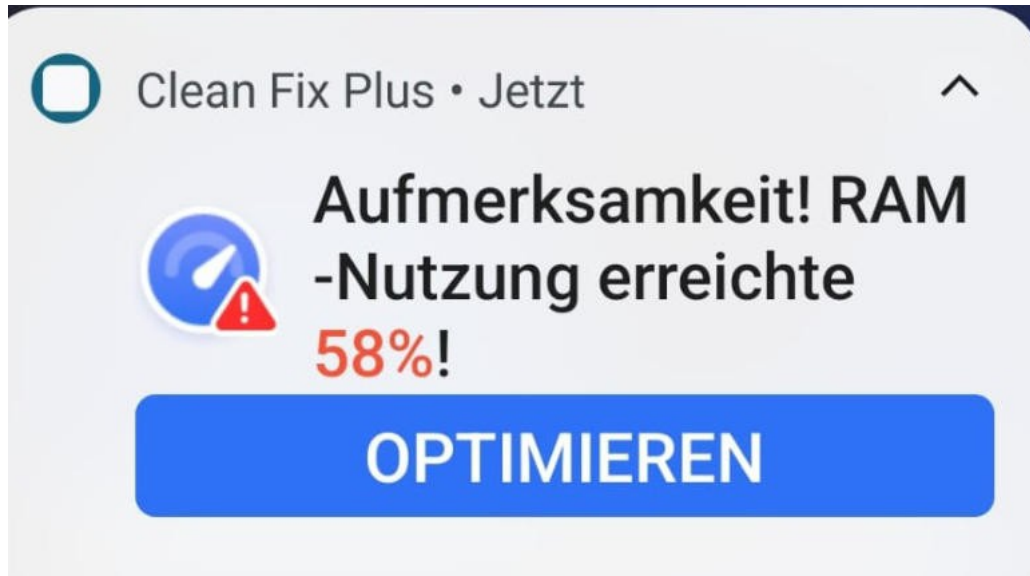 Clean Fix Plus • Jetzt
Aufmerksamkeit! RAM
-Nutzung erreichte
58%!
OPTIMIEREN